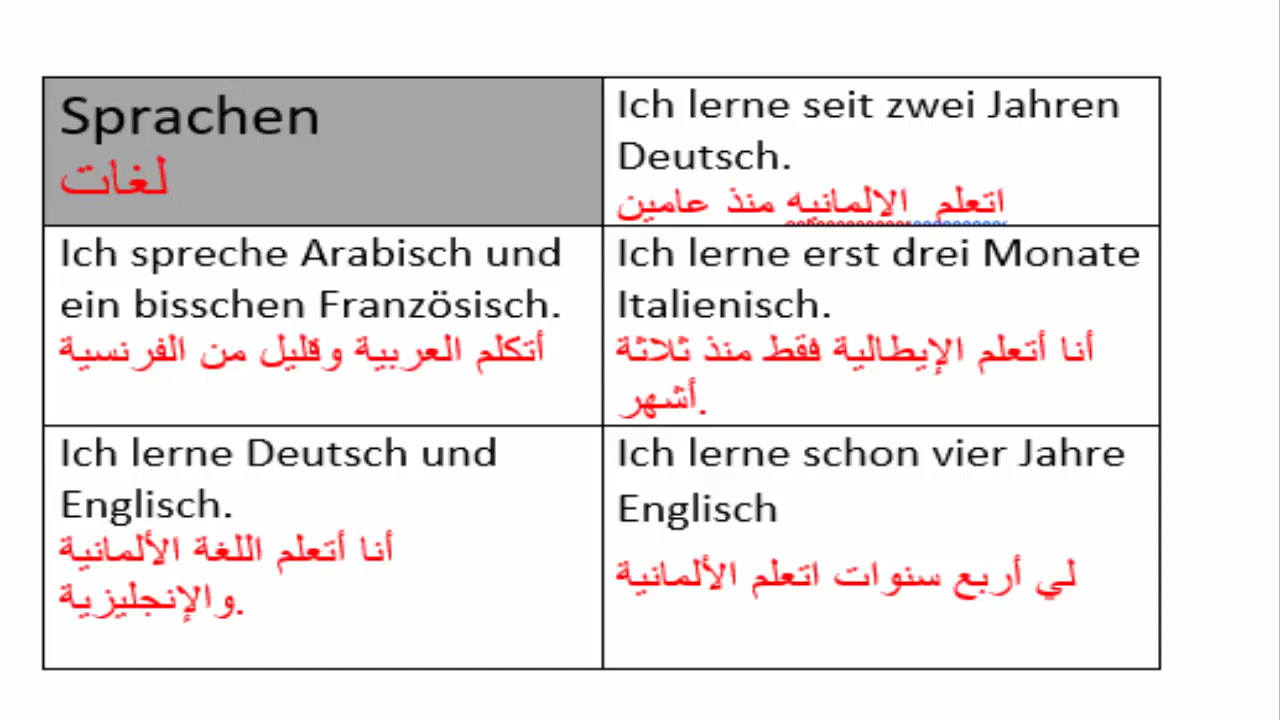 Sprachen
لغات
Ich lerne seit zwei Jahren
Deutsch.
اتعلم الالمانيه منذ عامين
Ich spreche Arabisch und
ein bisschen Französisch.
أتكلم العربية وقليل من الفرنسية
Ich lerne erst drei Monate
Italienisch.
أنا أتعلم الإيطالية فقط منذ ثلاثة
أشهر.
Ich lerne Deutsch und
Englisch.
أنا أتعلم اللغة الألمانية
والإنجليزية.
Ich lerne schon vier Jahre
Englisch
لي أربع سنوات اتعلم الألمانية